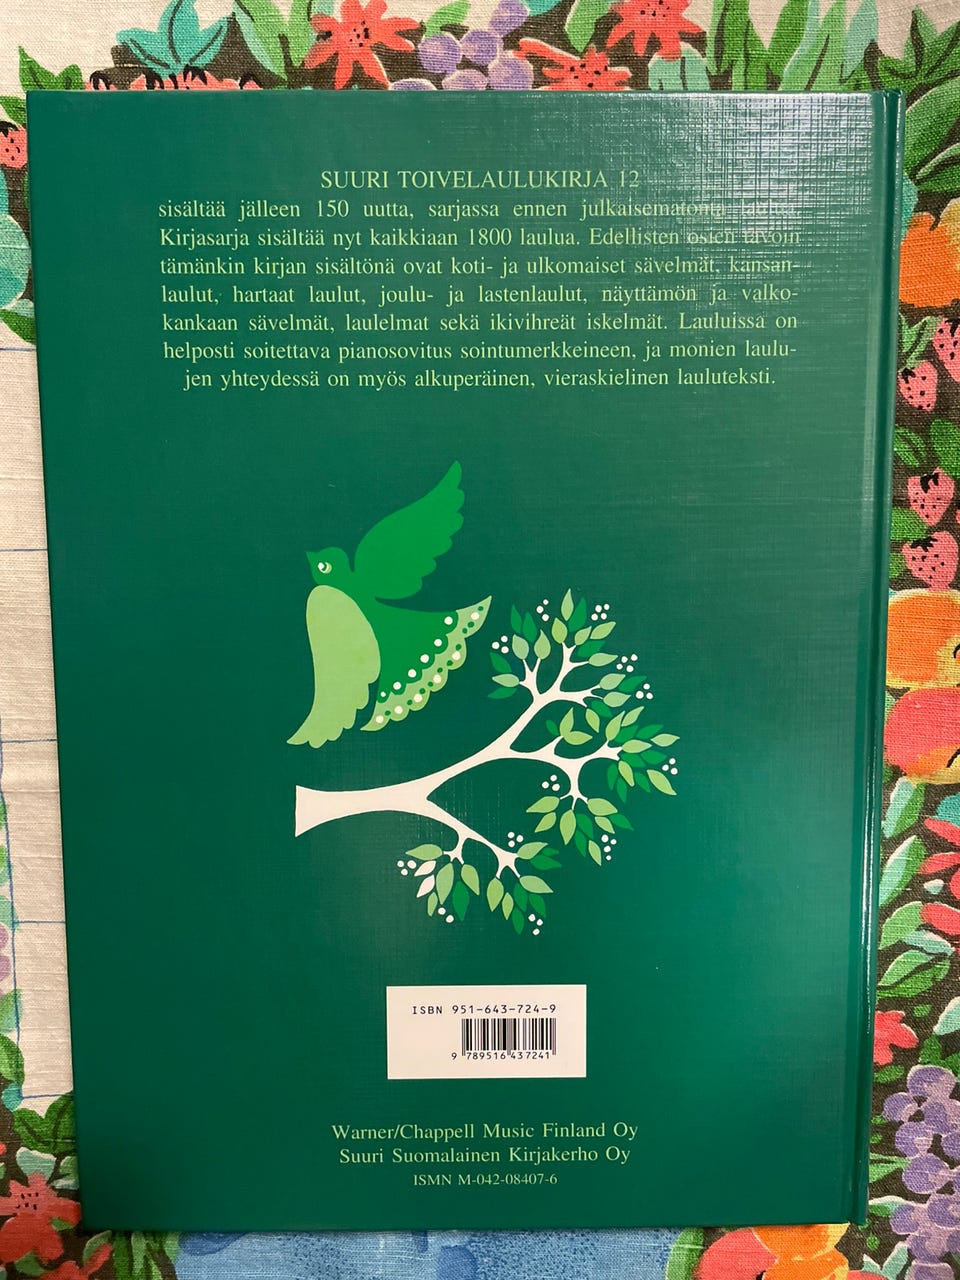 SUURI TOIVELAULUKIRJA 12
sisältää jälleen 150 uutta, sarjassa ennen julkaisematonta laulua.
Kirjasarja sisältää nyt kaikkiaan 1800 laulua. Edellisten osien tavoin
tämänkin kirjan sisältönä ovat koti- ja ulkomaiset sävelmät, kansan-
laulut, hartaat laulut, joulu- ja lastenlaulut, näyttämön ja valko-
kankaan sävelmät, laulelmat sekä ikivihreät iskelmät. Lauluissa on
helposti soitettava pianosovitus sointumerkkeineen, ja monien laulu-
jen yhteydessä on myös alkuperäinen, vieraskielinen lauluteksti.
ISBN 951-643-724-9
9 789516 437241
Warner/Chappell Music Finland Oy
Suuri Suomalainen Kirjakerho Oy
ISMN M-042-08407-6